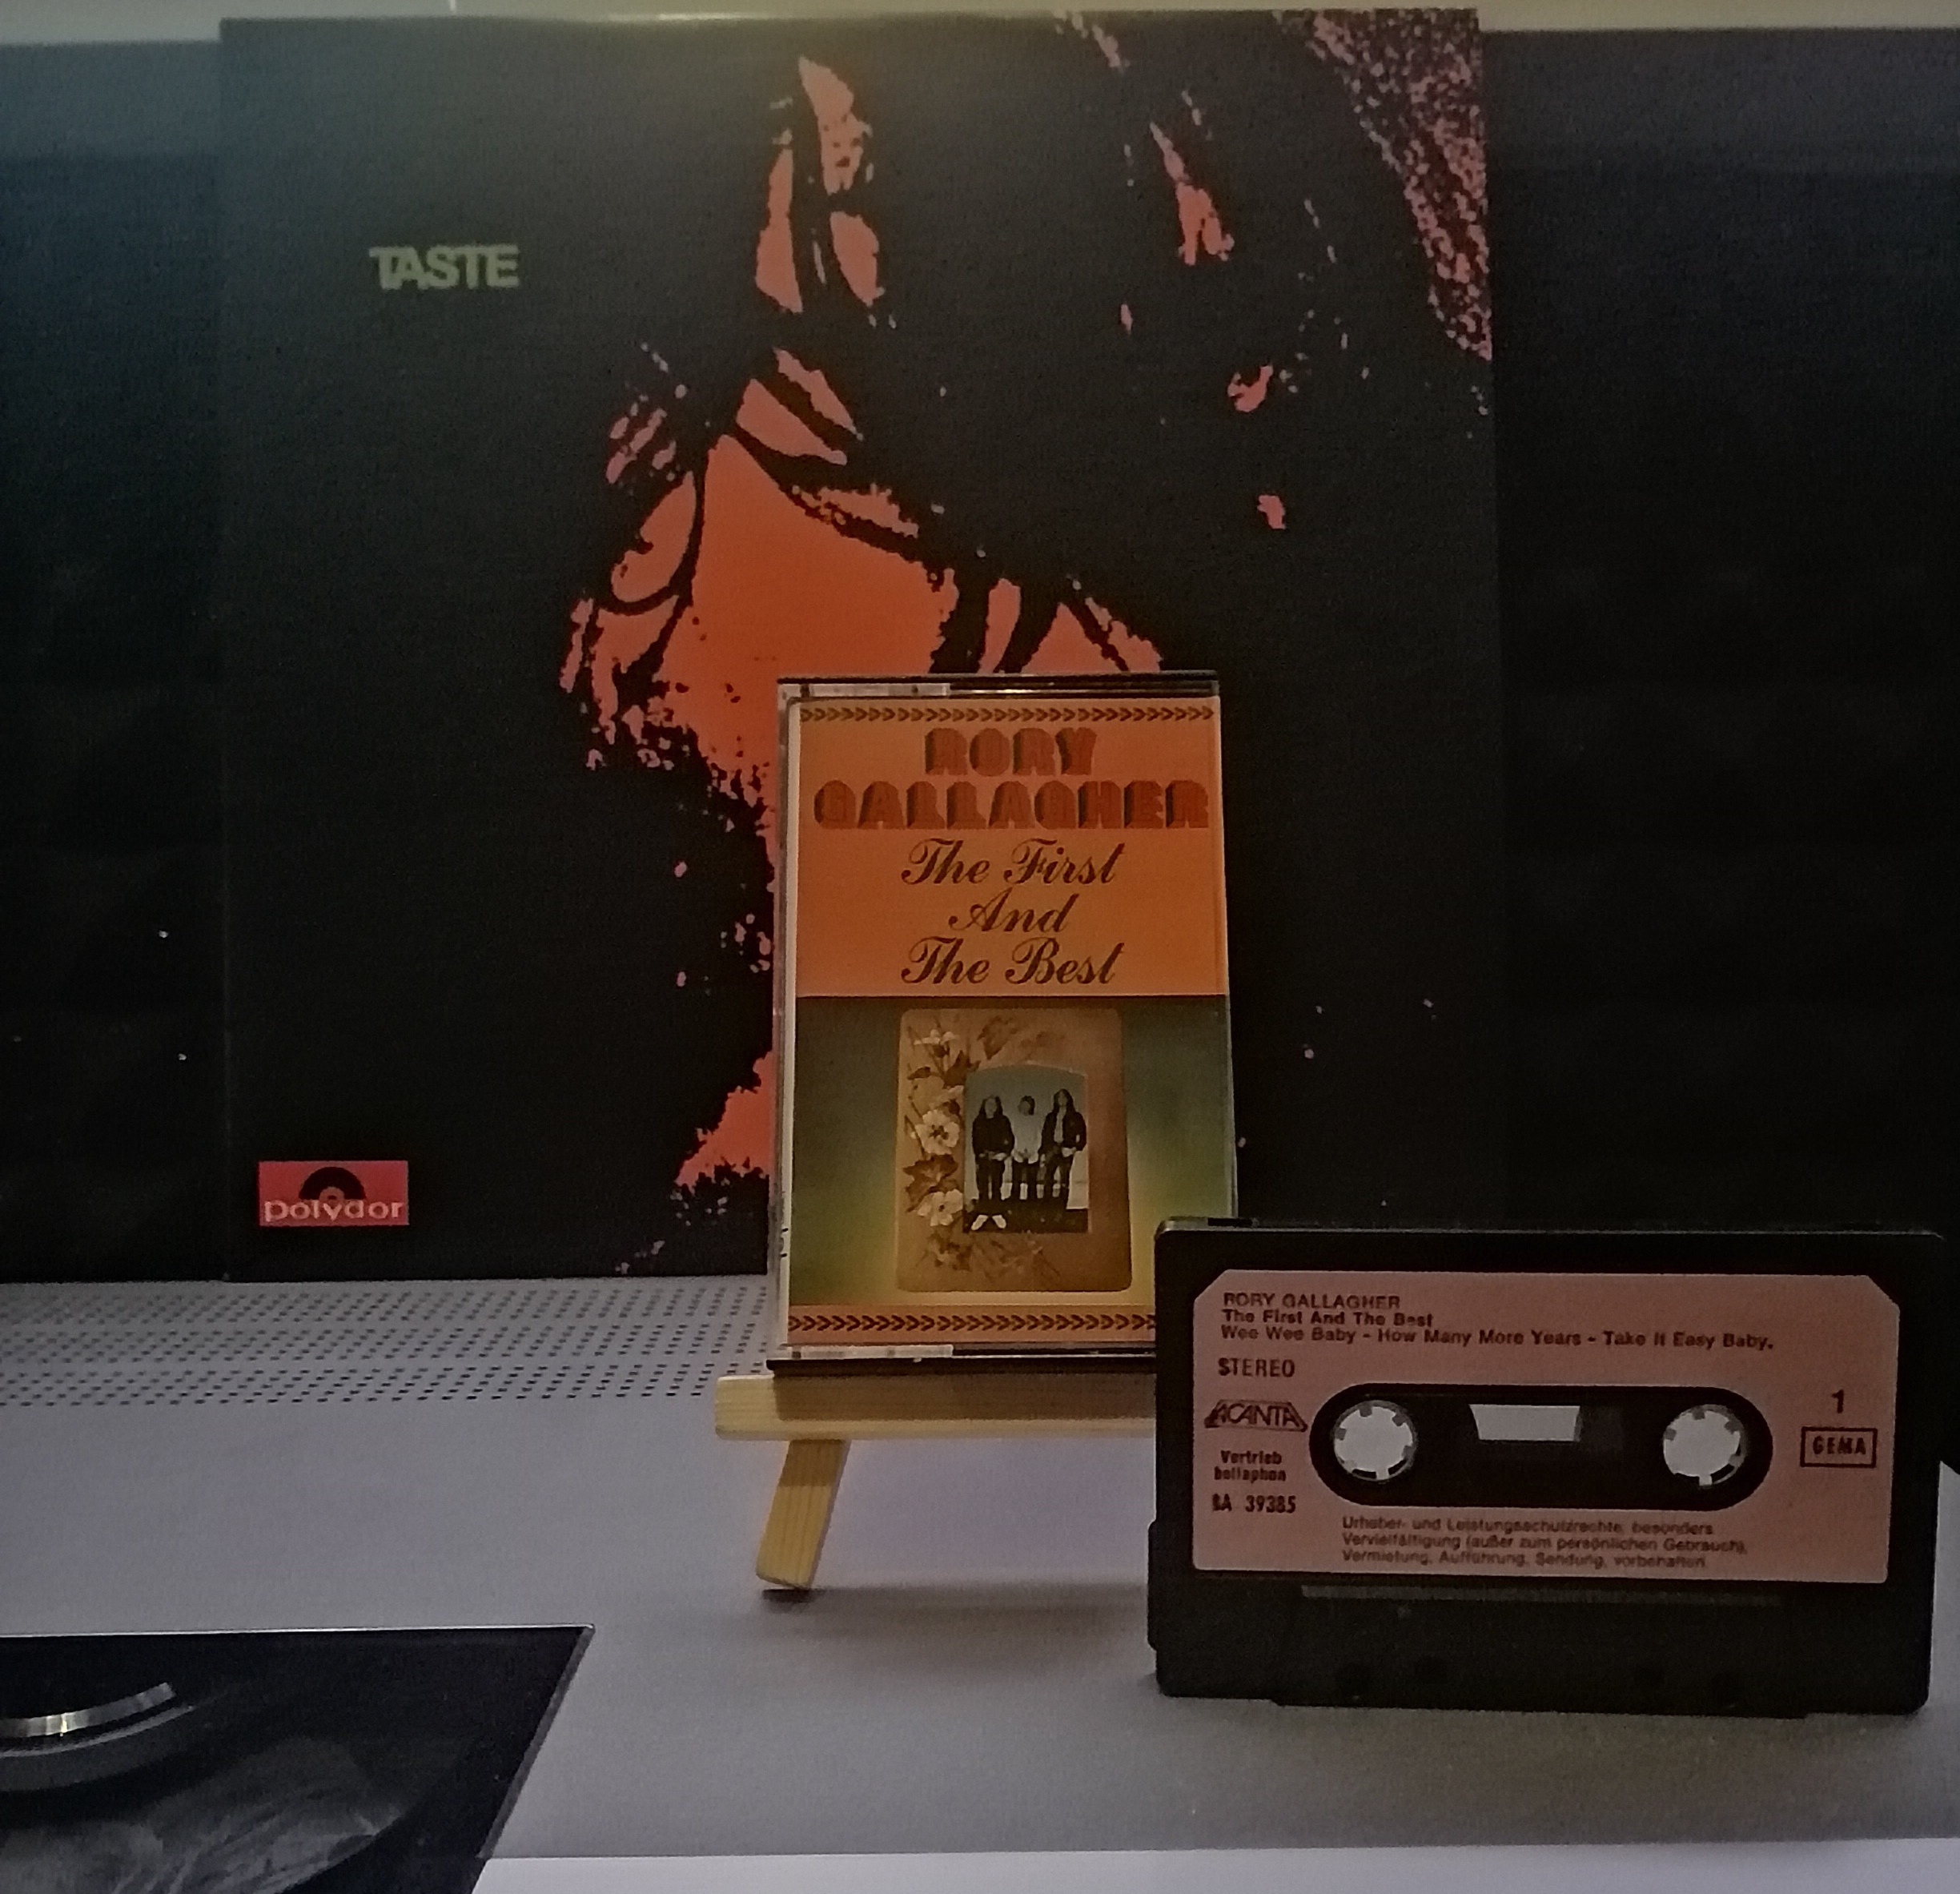 TASTE
polydor
RORY
GALLAGHER
The First
And
The Best
RORY GALLAGHER
The First And The Best
Wee Wee Baby - How Many More Years - Take It Easy Baby.
STEREO
ACANTA
1
GEMA
Vertrieb
bellaphon
BA 39385
Urheber- und Leistungsschutzrechte, besonders
Vervielfältigung (außer zum persönlichen Gebrauch),
Vermietung, Aufführung, Sendung, vorbehalten